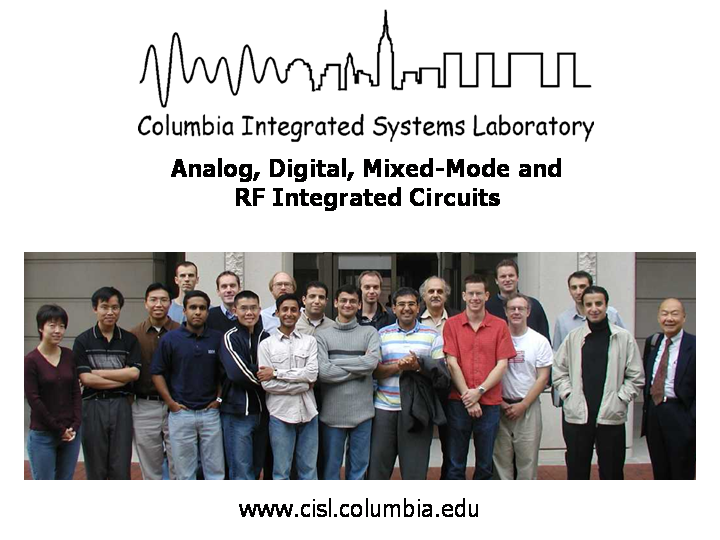 Columbia Integrated Systems Laboratory
Analog, Digital, Mixed-Mode and
RF Integrated Circuits
www.cisl.columbia.edu